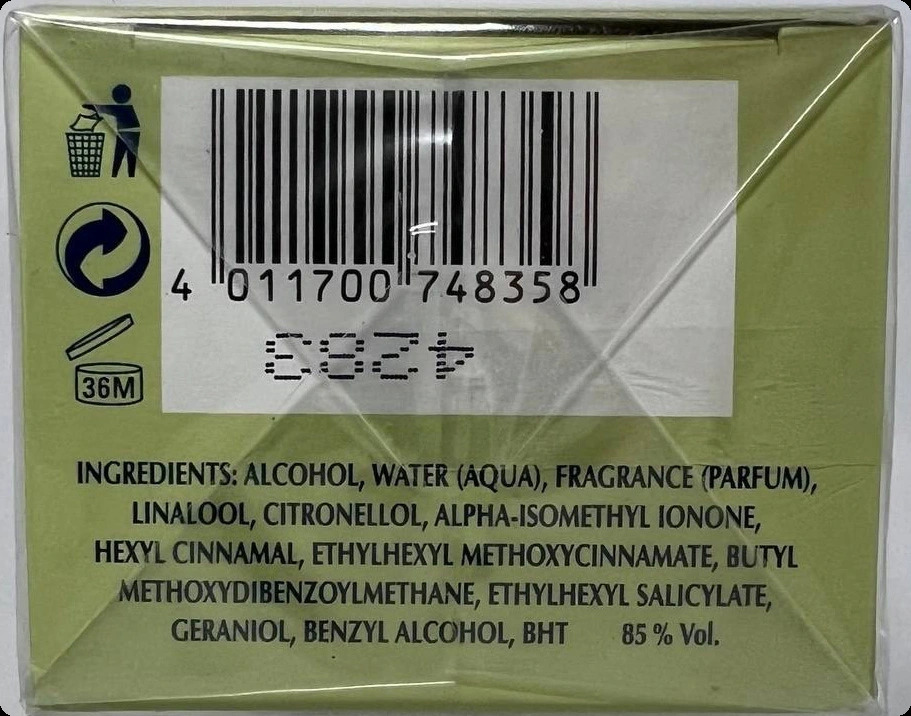 4 011700 748358
4283
36M
INGREDIENTS: ALCOHOL, WATER (AQUA), FRAGRANCE (PARFUM),
LINALOOL, CITRONELLOL, ALPHA-ISOMETHYL IONONE,
HEXYL CINNAMAL, ETHYLHEXYL METHOXYCINNAMATE, BUTYL
METHOXYDIBENZOYLMETHANE, ETHYLHEXYL SALICYLATE,
GERANIOL, BENZYL ALCOHOL, BHT 85 % Vol.